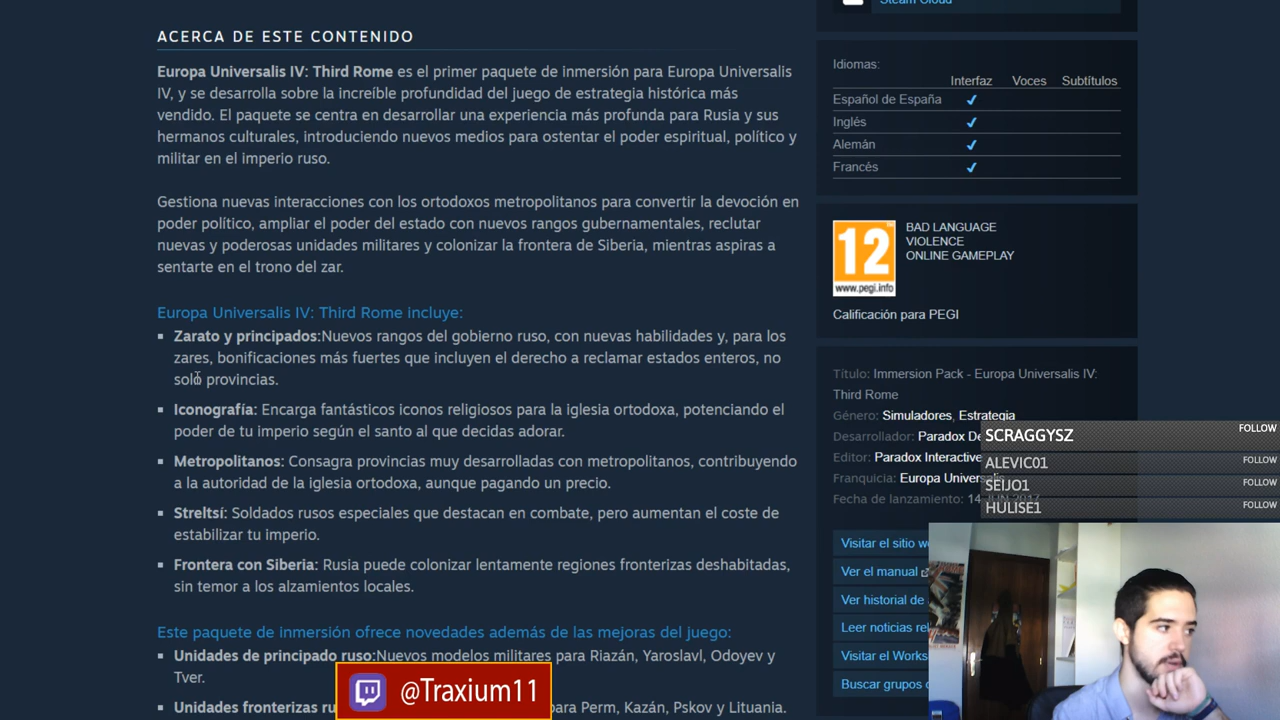 Steam Cloud
ACERCA DE ESTE CONTENIDO
Europa Universalis IV: Third Rome es el primer paquete de inmersión para Europa Universalis
IV, y se desarrolla sobre la increíble profundidad del juego de estrategia histórica más
vendido. El paquete se centra en desarrollar una experiencia más profunda para Rusia y sus
hermanos culturales, introduciendo nuevos medios para ostentar el poder espiritual, político y
militar en el imperio ruso.
Gestiona nuevas interacciones con los ortodoxos metropolitanos para convertir la devoción en
poder político, ampliar el poder del estado con nuevos rangos gubernamentales, reclutar
nuevas y poderosas unidades militares y colonizar la frontera de Siberia, mientras aspiras a
sentarte en el trono del zar.
Europa Universalis IV: Third Rome incluye:
Zarato y principados:Nuevos rangos del gobierno ruso, con nuevas habilidades y, para los
zares, bonificaciones más fuertes que incluyen el derecho a reclamar estados enteros, no
solo provincias.
Iconografía: Encarga fantásticos iconos religiosos para la iglesia ortodoxa, potenciando el
poder de tu imperio según el santo al que decidas adorar.
Metropolitanos: Consagra provincias muy desarrolladas con metropolitanos, contribuyendo
a la autoridad de la iglesia ortodoxa, aunque pagando un precio.
Streltsí: Soldados rusos especiales que destacan en combate, pero aumentan el coste de
estabilizar tu imperio.
Frontera con Siberia: Rusia puede colonizar lentamente regiones fronterizas deshabitadas,
sin temor a los alzamientos locales.
Este paquete de inmersión ofrece novedades además de las mejoras del juego:
Unidades de principado ruso:Nuevos modelos militares para Riazán, Yaroslavl, Odoyev y
Tver.
Unidades fronterizas ru para Perm, Kazán, Pskov y Lituania.
@Traxium11
Idiomas:
Interfaz Voces Subtítulos
Español de España
Inglés
Alemán
Francés
12
www.pegi.info
BAD LANGUAGE
VIOLENCE
ONLINE GAMEPLAY
Calificación para PEGI
Título: Immersion Pack - Europa Universalis IV:
Third Rome
Género: Simuladores, Estrategia
Desarrollador: Paradox De
Editor: Paradox Interactive
Franquicia: Europa Universalis
Fecha de lanzamiento: 14 JUN 2017
SCRAGGYSZ FOLLOW
ALEVIC01 FOLLOW
SEIJO1 FOLLOW
HULISE1 FOLLOW
Visitar el sitio w
Ver el manual
Ver historial de
Leer noticias rel
Visitar el Works
Buscar grupos d